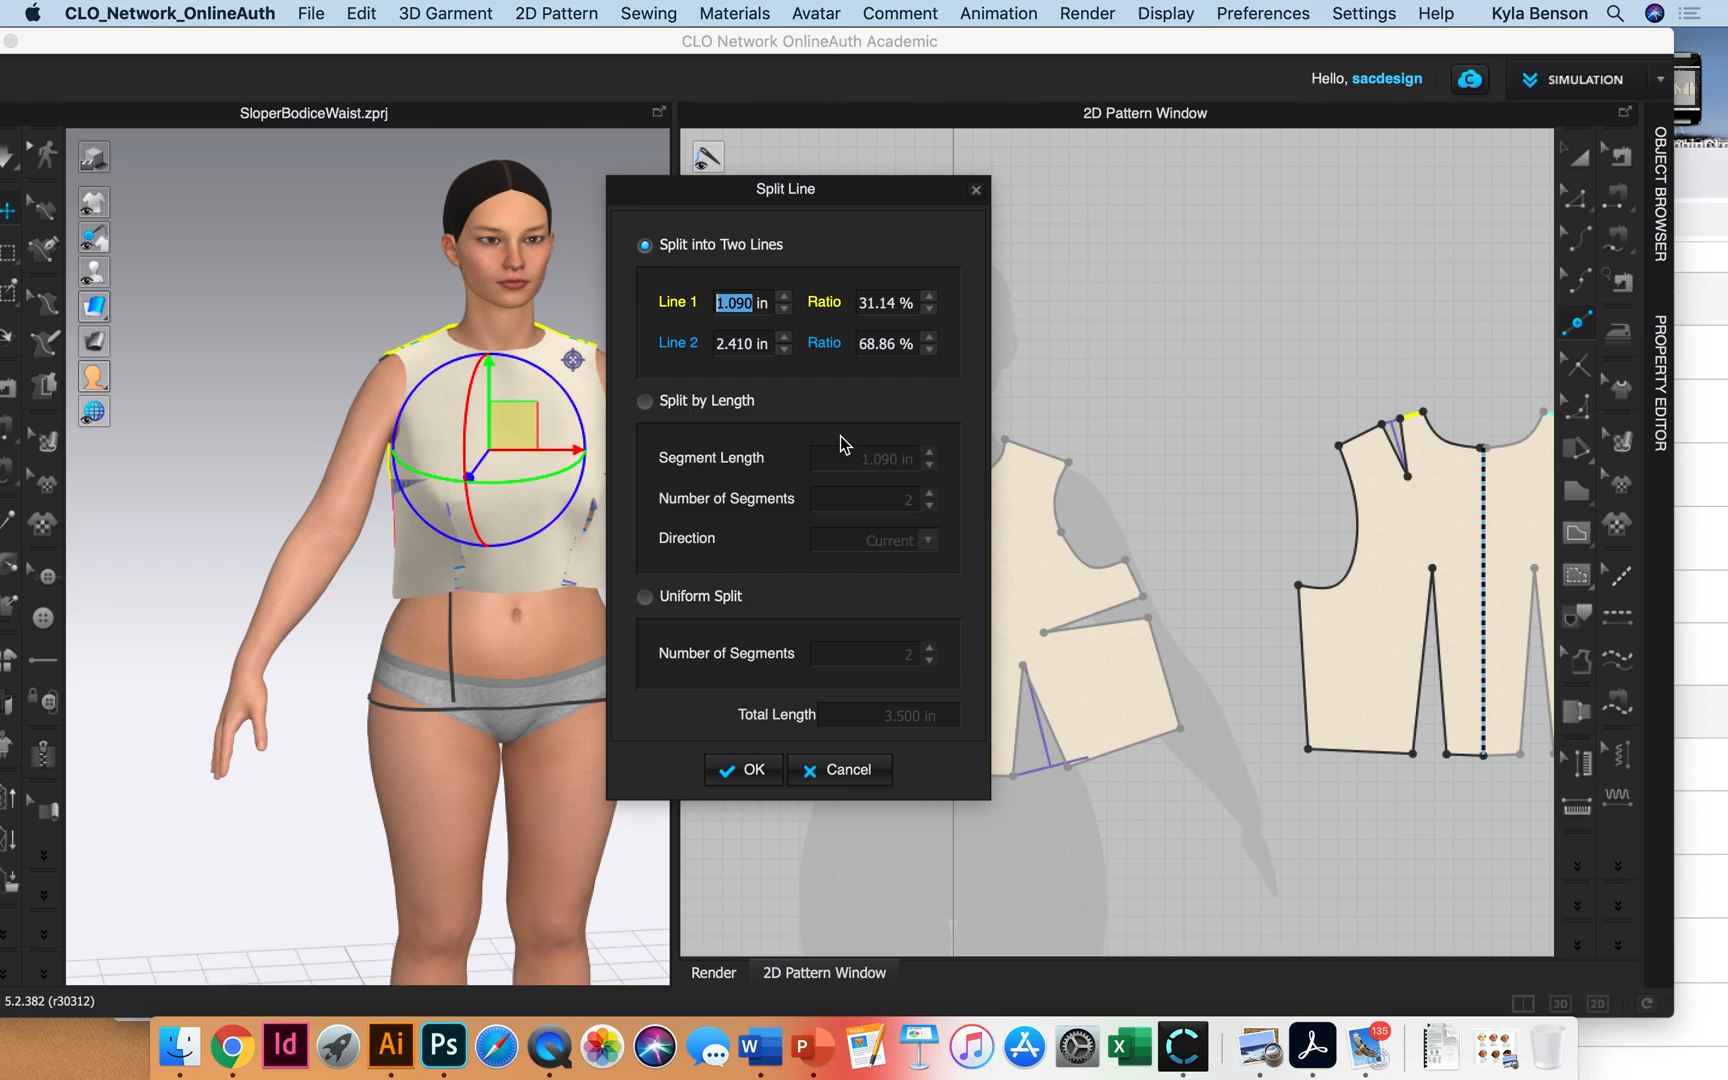 CLO_Network_OnlineAuth File Edit 3D Garment 2D Pattern Sewing Materials Avatar Comment Animation Render Display Preferences Settings Help Kyla Benson
CLO Network OnlineAuth Academic
Hello, sacdesign
SIMULATION
SloperBodiceWaist.zprj
2D Pattern Window
OBJECT BROWSER
PROPERTY EDITOR
Split Line
Split into Two Lines
Line 1 1.090 in Ratio 31.14 %
Line 2 2.410 in Ratio 68.86 %
Split by Length
Segment Length 1.090 in
Number of Segments 2
Direction Current
Uniform Split
Number of Segments 2
Total Length 3.500 in
OK Cancel
Render 2D Pattern Window
5.2.382 (r30312)
3D 2D
Id Ai Ps W P X
PAGES
135